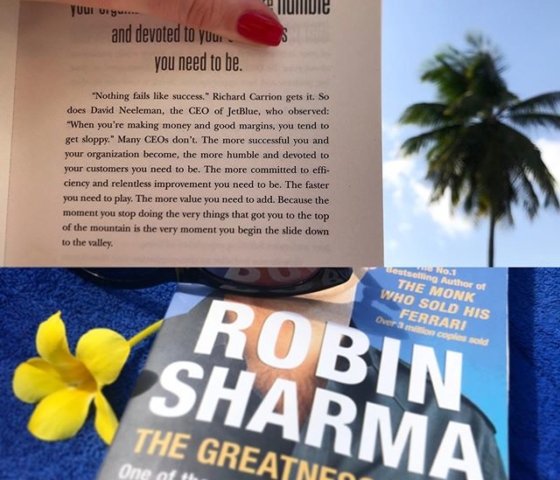 humble
and devoted to your
you need to be.
"Nothing fails like success." Richard Carrion gets it. So
does David Neeleman, the CEO of JetBlue, who observed:
"When you're making money and good margins, you tend to
get sloppy." Many CEOs don't. The more successful you and
your organization become, the more humble and devoted to
your customers you need to be. The more committed to effi-
ciency and relentless improvement you need to be. The faster
you need to play. The more value you need to add. Because the
moment you stop doing the very things that got you to the top
of the mountain is the very moment you begin the slide down
to the valley.
The No.1
Bestselling Author of
THE MONK
WHO SOLD HIS
FERRARI
Over 3 million copies sold
ROBIN
SHARMA
THE GREATNESS
One of the